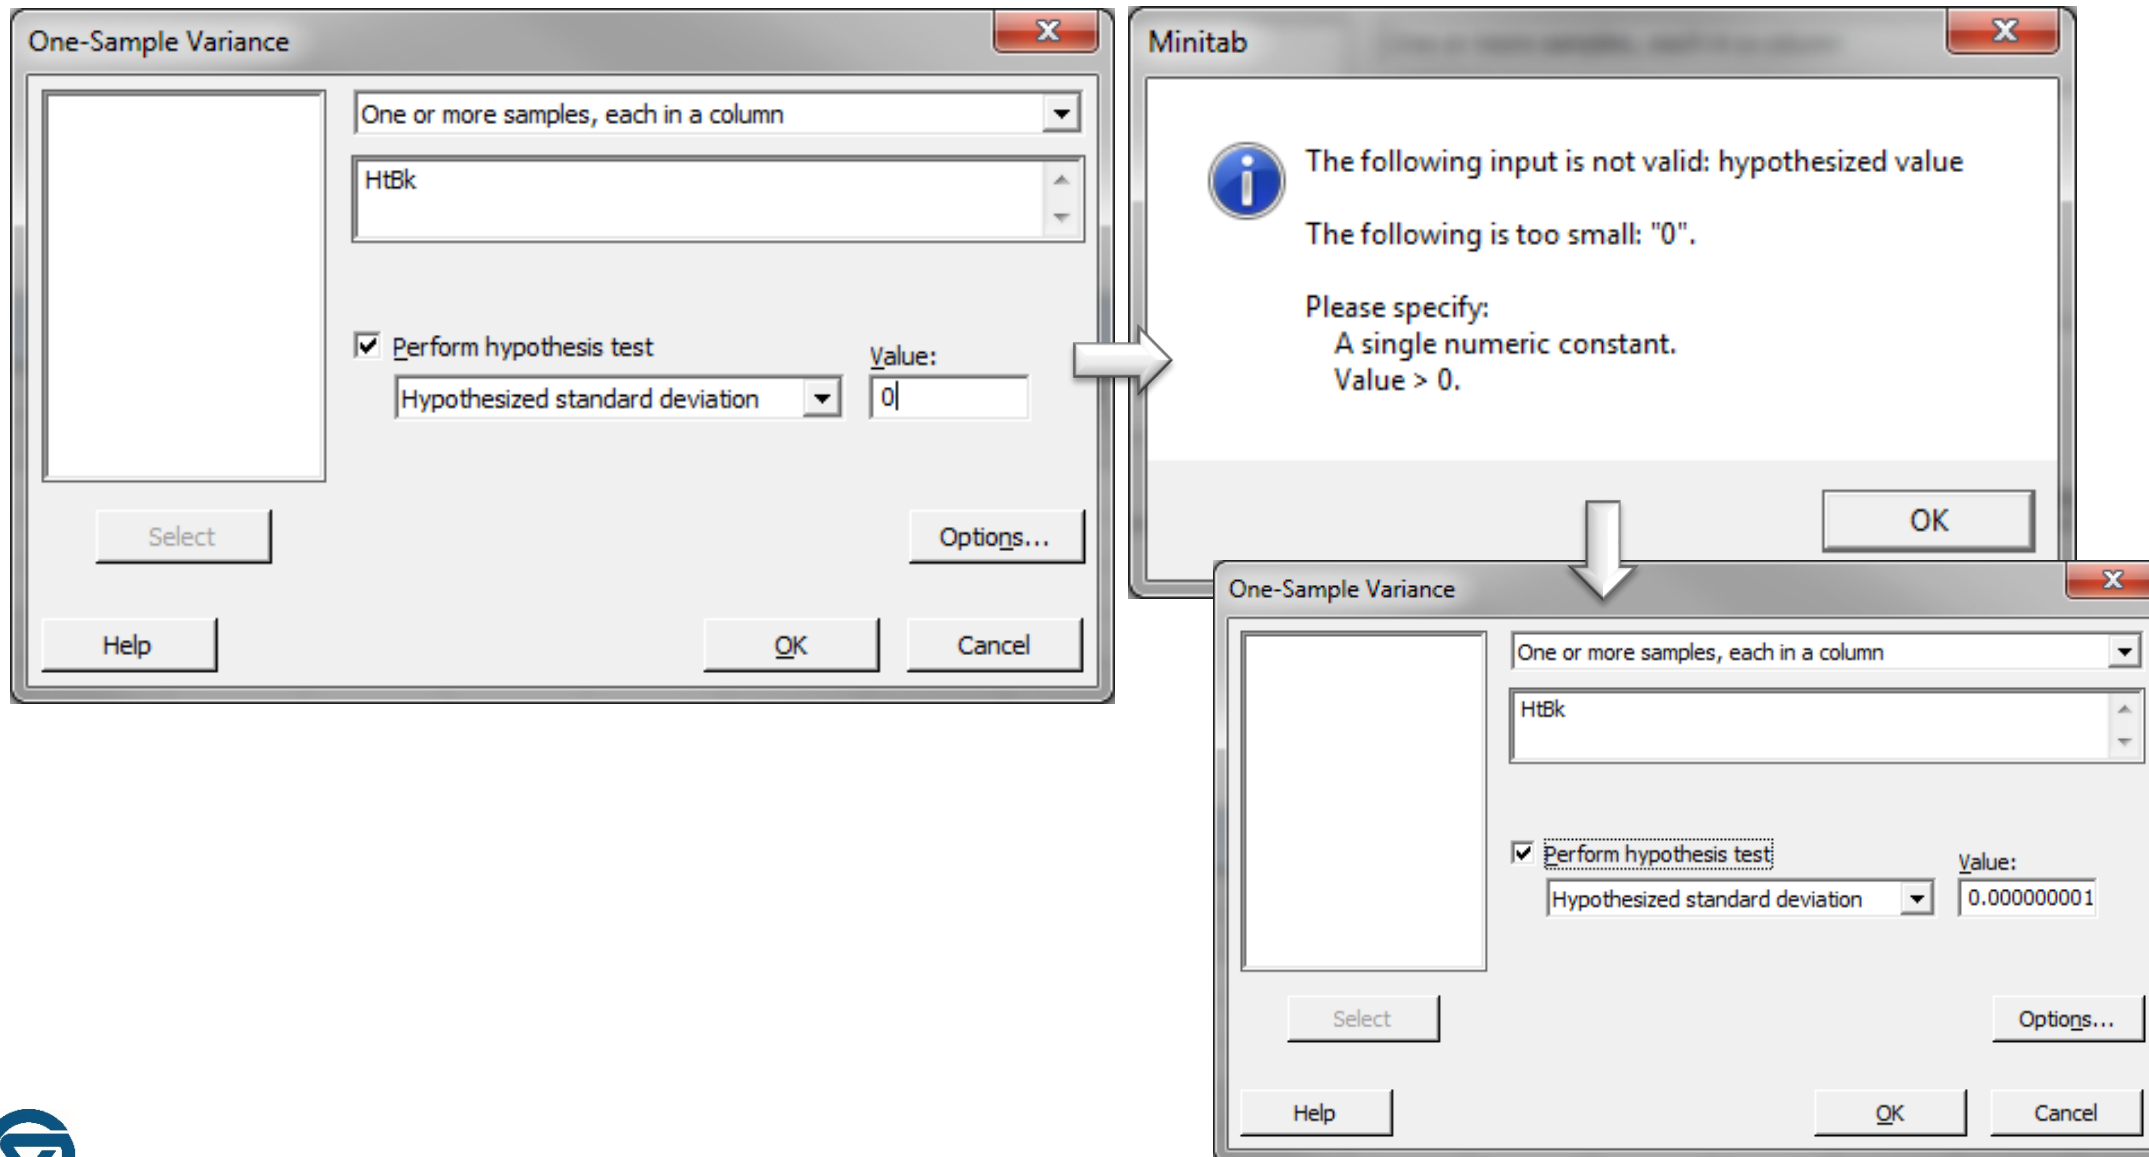 One-Sample Variance
One or more samples, each in a column
HtBk
Perform hypothesis test
Value:
Hypothesized standard deviation
0
Select
Options...
Help
OK
Cancel
Minitab
The following input is not valid: hypothesized value
The following is too small: "0".
Please specify:
A single numeric constant.
Value > 0.
OK
One-Sample Variance
One or more samples, each in a column
HtBk
Perform hypothesis test
Value:
Hypothesized standard deviation
0.000000001
Select
Options...
Help
OK
Cancel